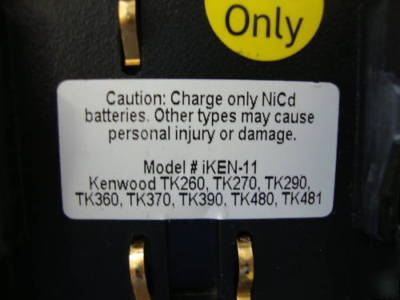 Only
Caution: Charge only NiCd
batteries. Other types may cause
personal injury or damage.
Model # iKEN-11
Kenwood TK260, TK270, TK290,
TK360, TK370, TK390, TK480, TK481